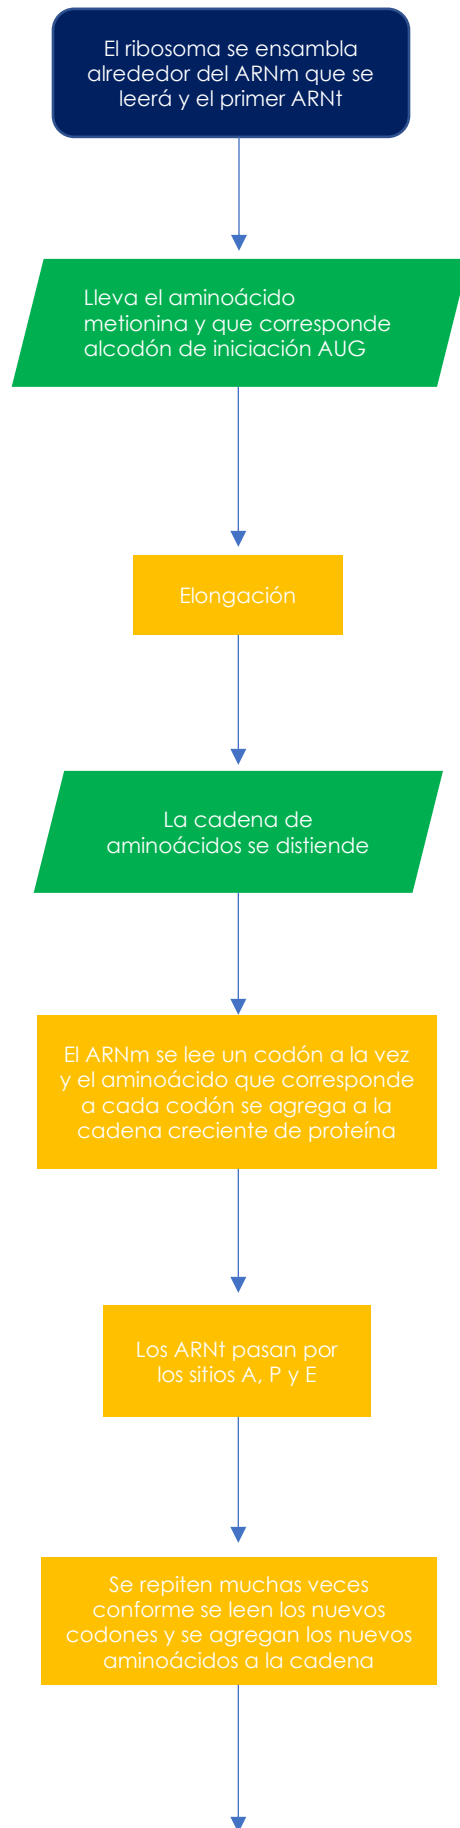 El ribosoma se ensambla
alrededor del ARNm que se
leerá y el primer ARNt
Lleva el aminoácido
metionina y que corresponde
alcodón de iniciación AUG
Elongación
La cadena de
aminoácidos se distiende
El ARNm se lee un codón a la vez
y el aminoácido que corresponde
a cada codón se agrega a la
cadena creciente de proteína
Los ARNt pasan por
los sitios A, P y E
Se repiten muchas veces
conforme se leen los nuevos
codones y se agregan los nuevos
aminoácidos a la cadena